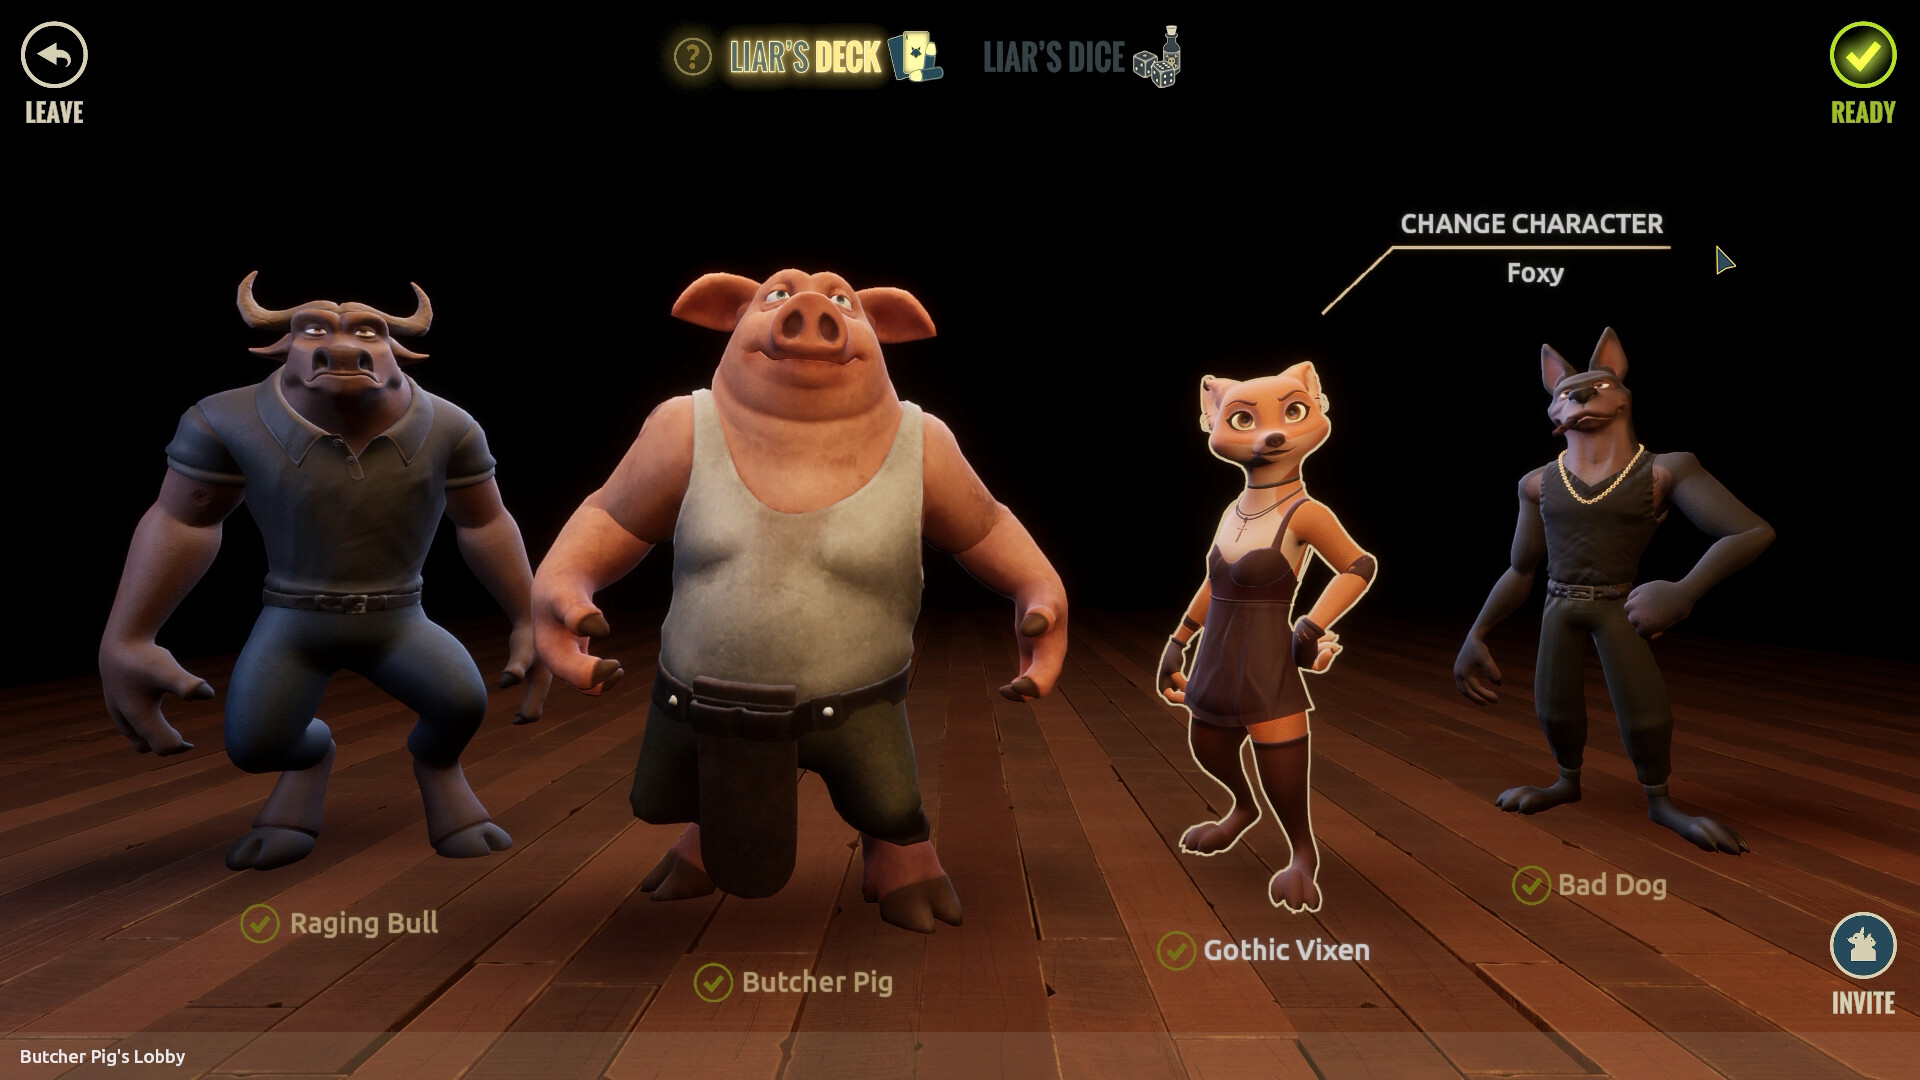 LEAVE
?
LIAR'S DECK
LIAR'S DICE
READY
CHANGE CHARACTER
Foxy
Raging Bull
Butcher Pig
Gothic Vixen
Bad Dog
INVITE
Butcher Pig's Lobby